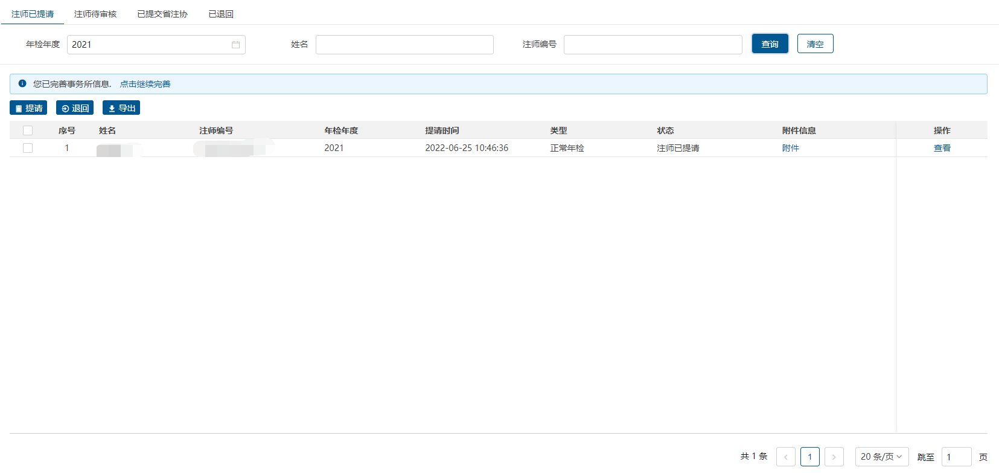 注师已提请 注师待审核 已提交省注协 已退回
年检年度 2021 姓名 注师编号 查询 清空
您已完善事务所信息. 点击继续完善
提请 退回 导出
序号 姓名 注师编号 年检年度 提请时间 类型 状态 附件信息 操作
1 2021 2022-06-25 10:46:36 正常年检 注师已提请 附件 查看
共 1 条 1 20 条/页 跳至 1 页